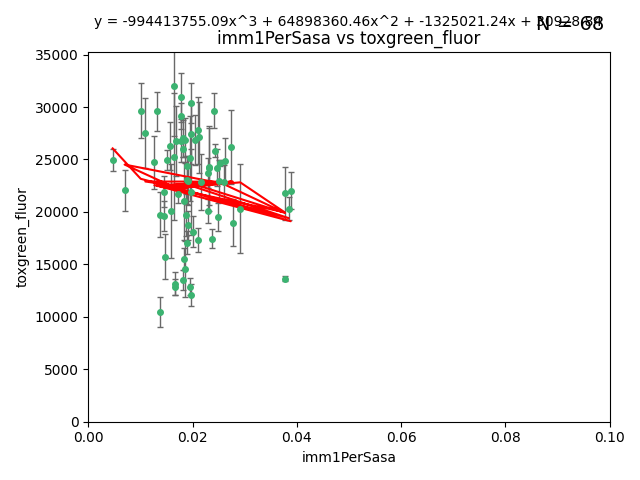 y = -994413755.09x^3 + 64898360.46x^2 + -1325021.24x +
N = 68
imm1PerSasa vs toxgreen_fluor
35000
30000
25000
20000
15000
10000
5000
0
toxgreen_fluor
0.00 0.02 0.04 0.06 0.08 0.10
imm1PerSasa